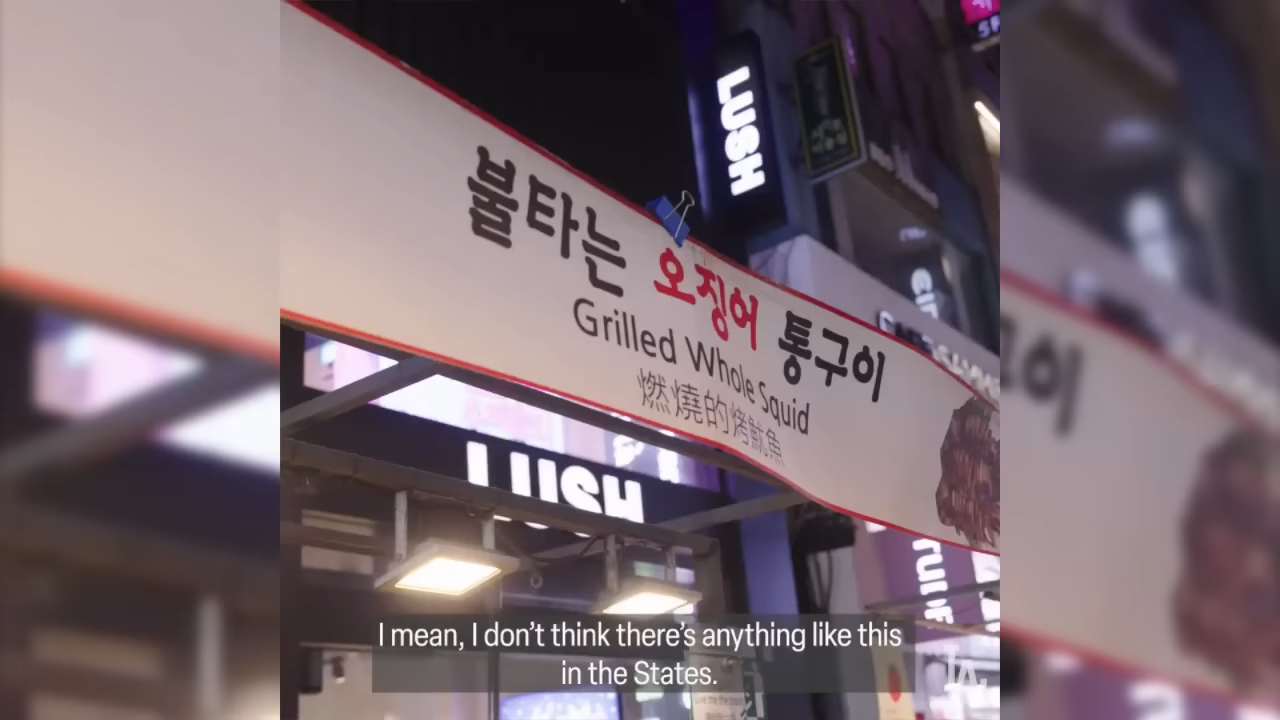 LUSH
불타는 오징어 통구이
Grilled Whole Squid
燃燒的烤魷魚
LUSH
I mean, I don't think there's anything like this
in the States.